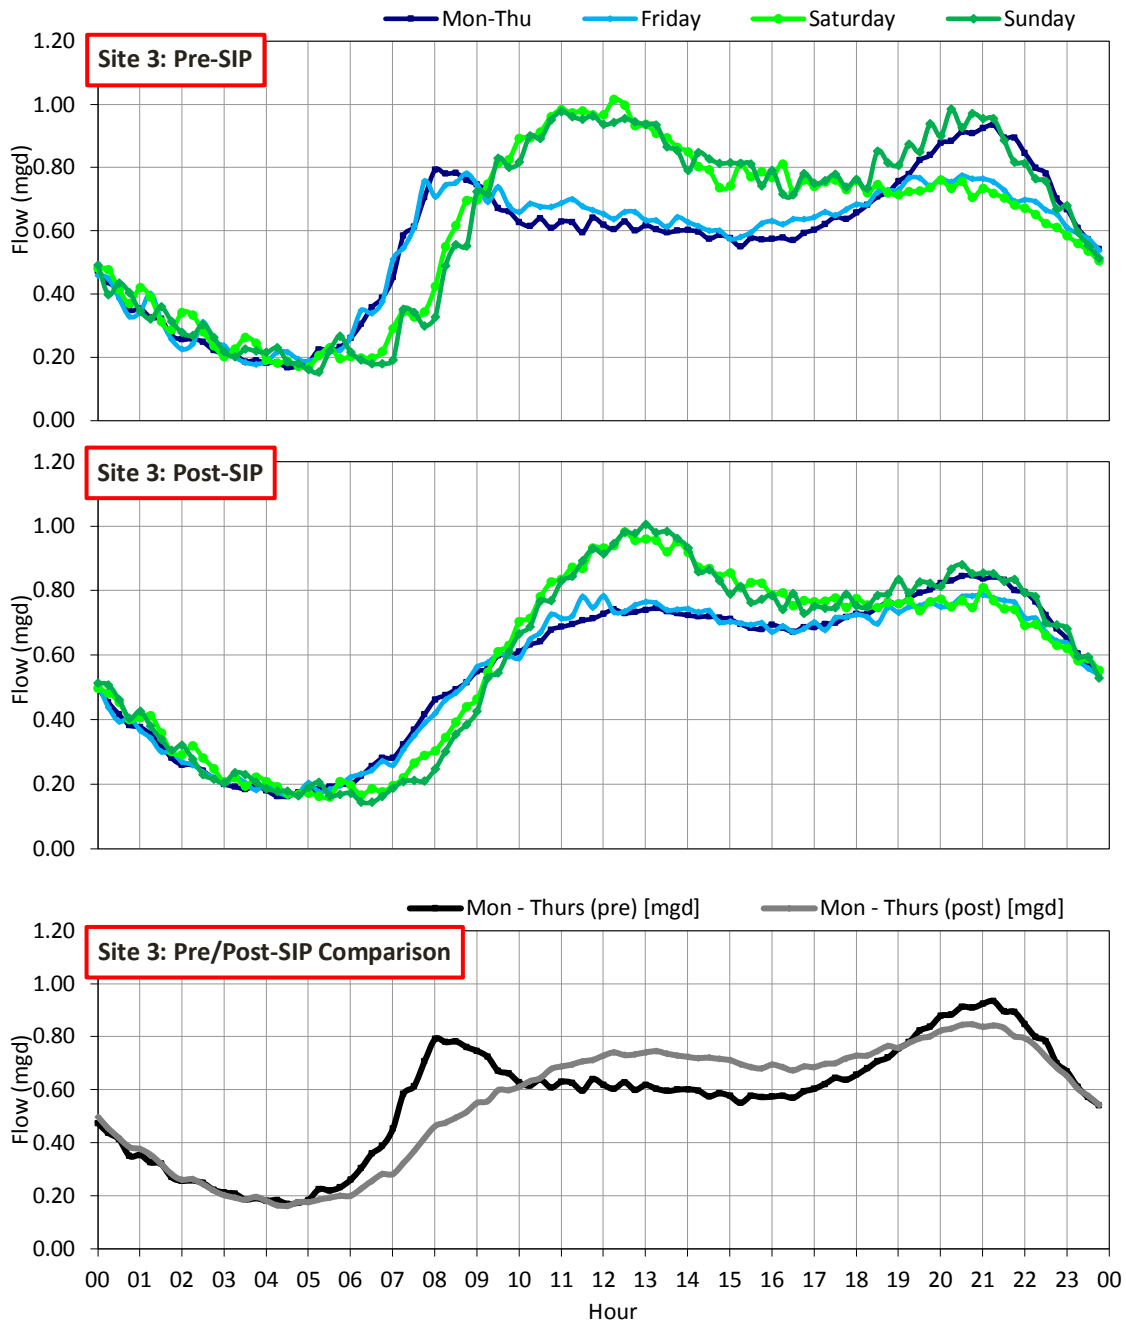 Mon-Thu Friday Saturday Sunday
1.20
Site 3: Pre-SIP
1.00
0.80
0.60
0.40
0.20
0.00
Flow (mgd)
1.20
Site 3: Post-SIP
1.00
0.80
0.60
0.40
0.20
0.00
Flow (mgd)
Mon - Thurs (pre) [mgd] Mon - Thurs (post) [mgd]
1.20
Site 3: Pre/Post-SIP Comparison
1.00
0.80
0.60
0.40
0.20
0.00
Flow (mgd)
00 01 02 03 04 05 06 07 08 09 10 11 12 13 14 15 16 17 18 19 20 21 22 23 00
Hour